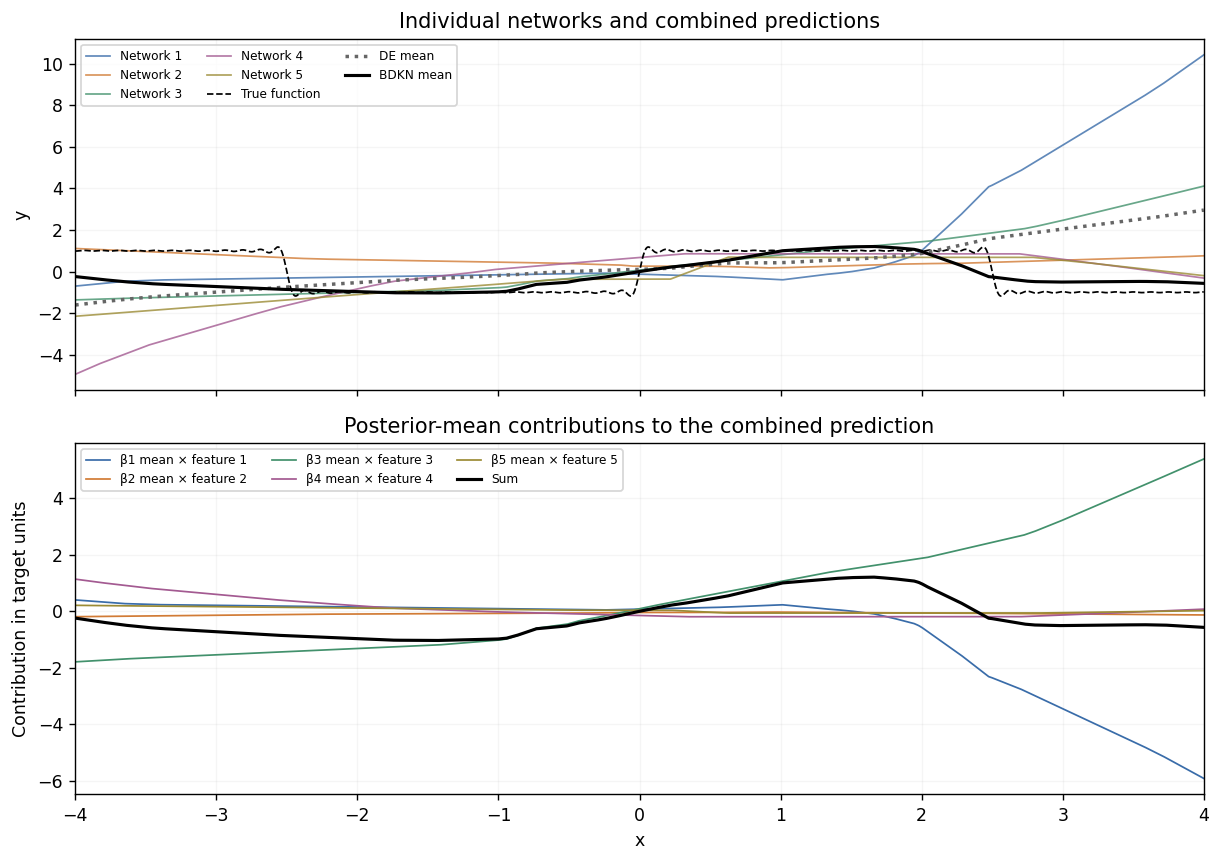 Individual networks and combined predictions
Network 1 Network 4 DE mean
Network 2 Network 5 BDKN mean
Network 3 True function
10
8
6
4
2
0
−2
−4
y
Posterior-mean contributions to the combined prediction
β1 mean × feature 1 β3 mean × feature 3 β5 mean × feature 5
β2 mean × feature 2 β4 mean × feature 4 Sum
4
2
0
−2
−4
−6
Contribution in target units
−4 −3 −2 −1 0 1 2 3 4
x